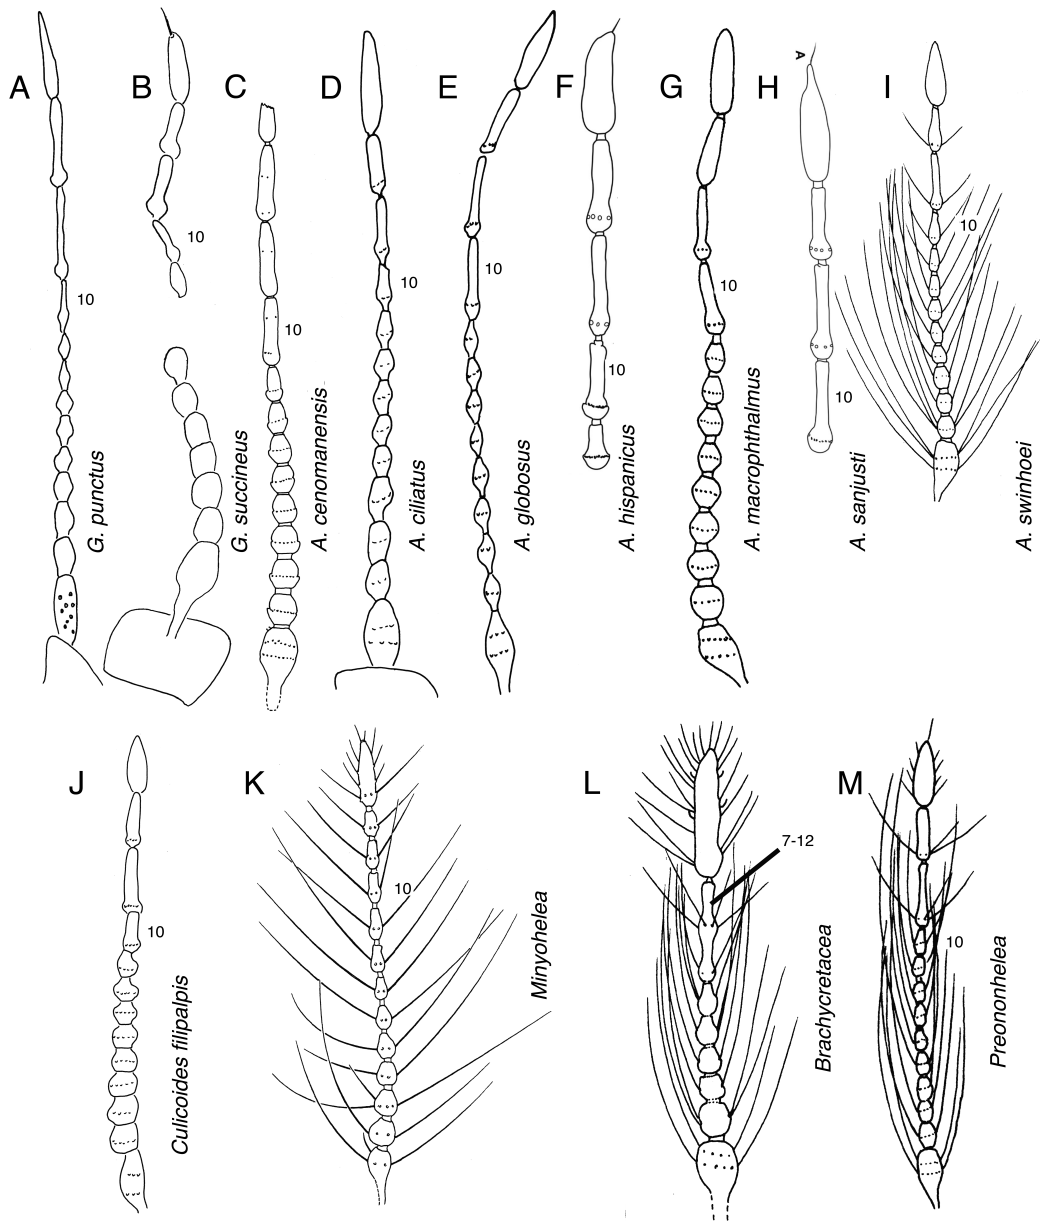 A
G. punctus
10
B
G. succineus
10
C
A. cenomanensis
10
D
A. ciliatus
10
E
A. globosus
10
F
A. hispanicus
10
G
A. macrophthalmus
10
H
A
A. sanjusti
10
I
A. swinhoei
10
J
Culicoides filipalpis
10
K
Minyohelea
10
L
Brachycretacea
7-12
M
Preononhelea
10